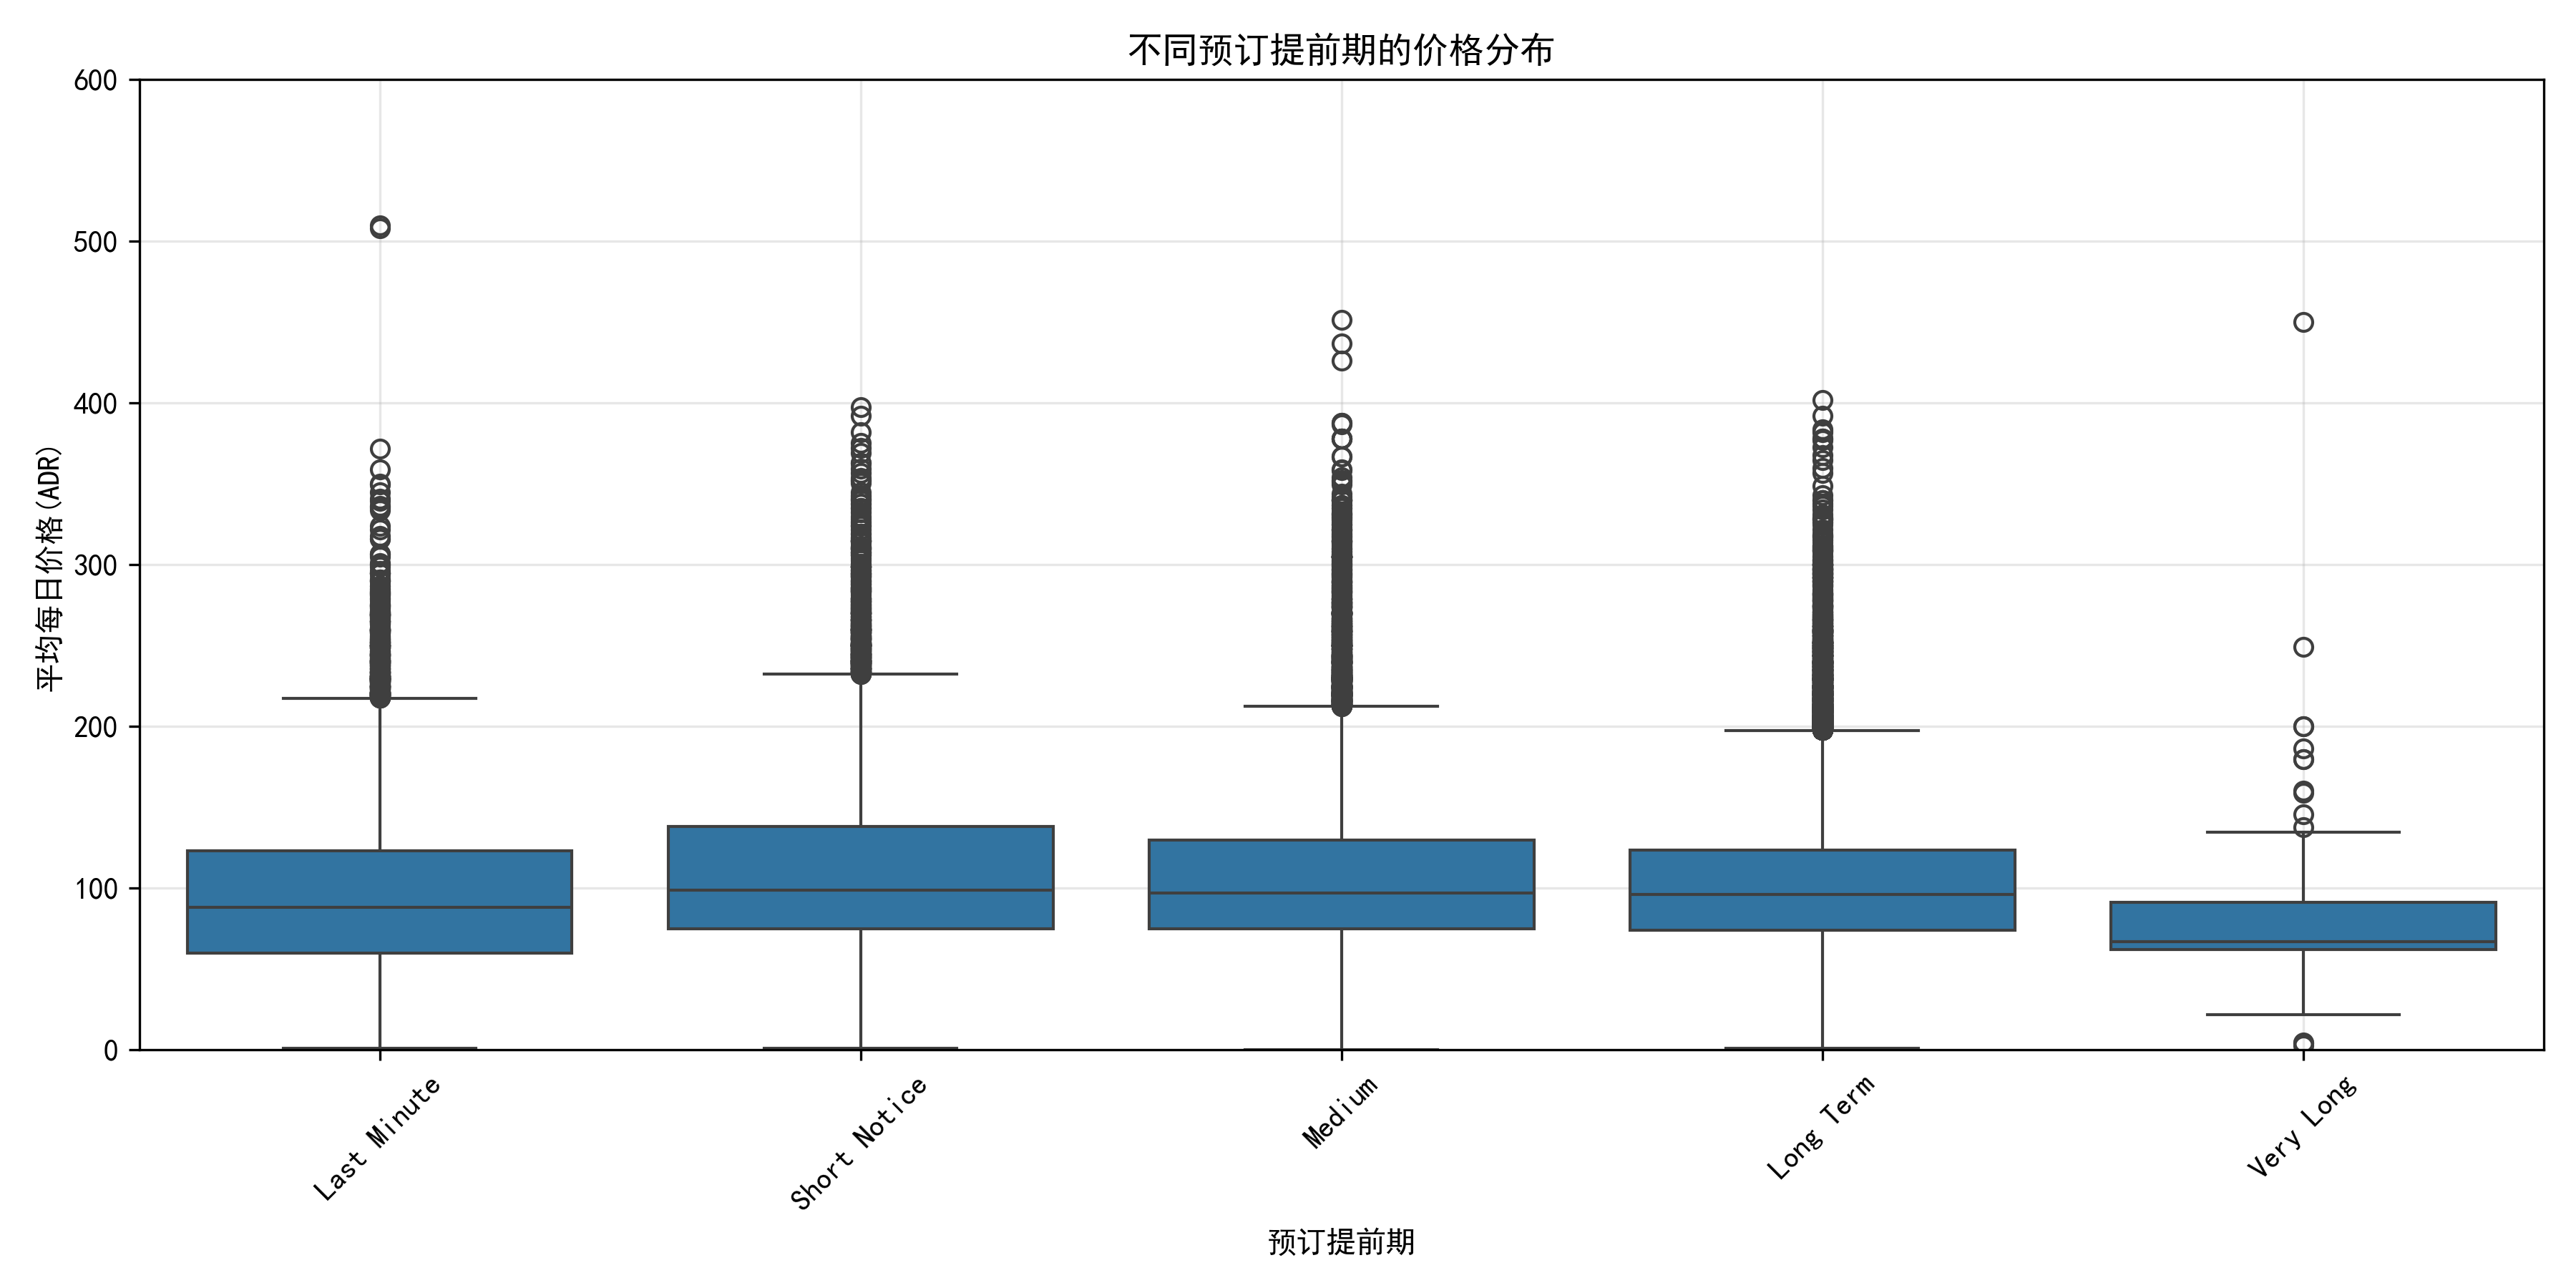 不同预订提前期的价格分布
600
500
400
300
200
100
0
平均每日价格(ADR)
Last Minute
Short Notice
Medium
Long Term
Very Long
预订提前期